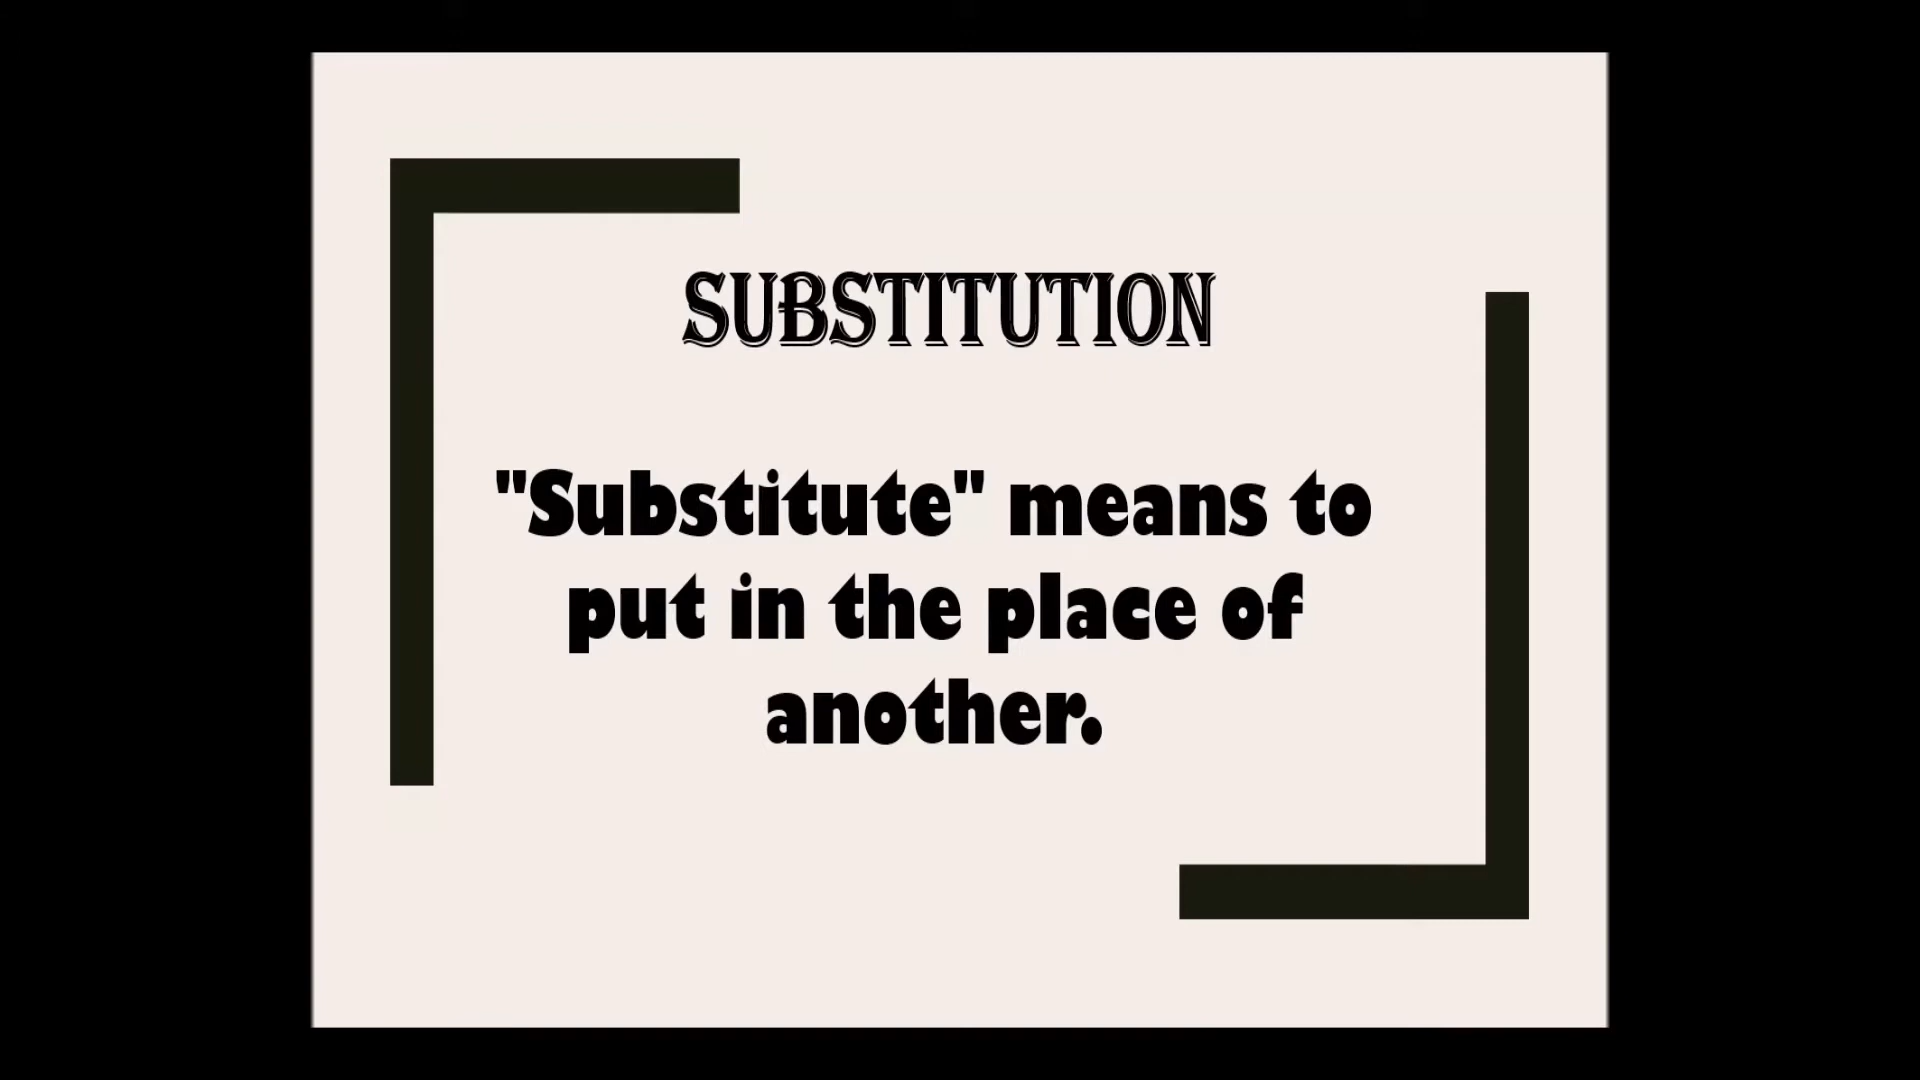 SUBSTITUTION
"Substitute" means to
put in the place of
another.